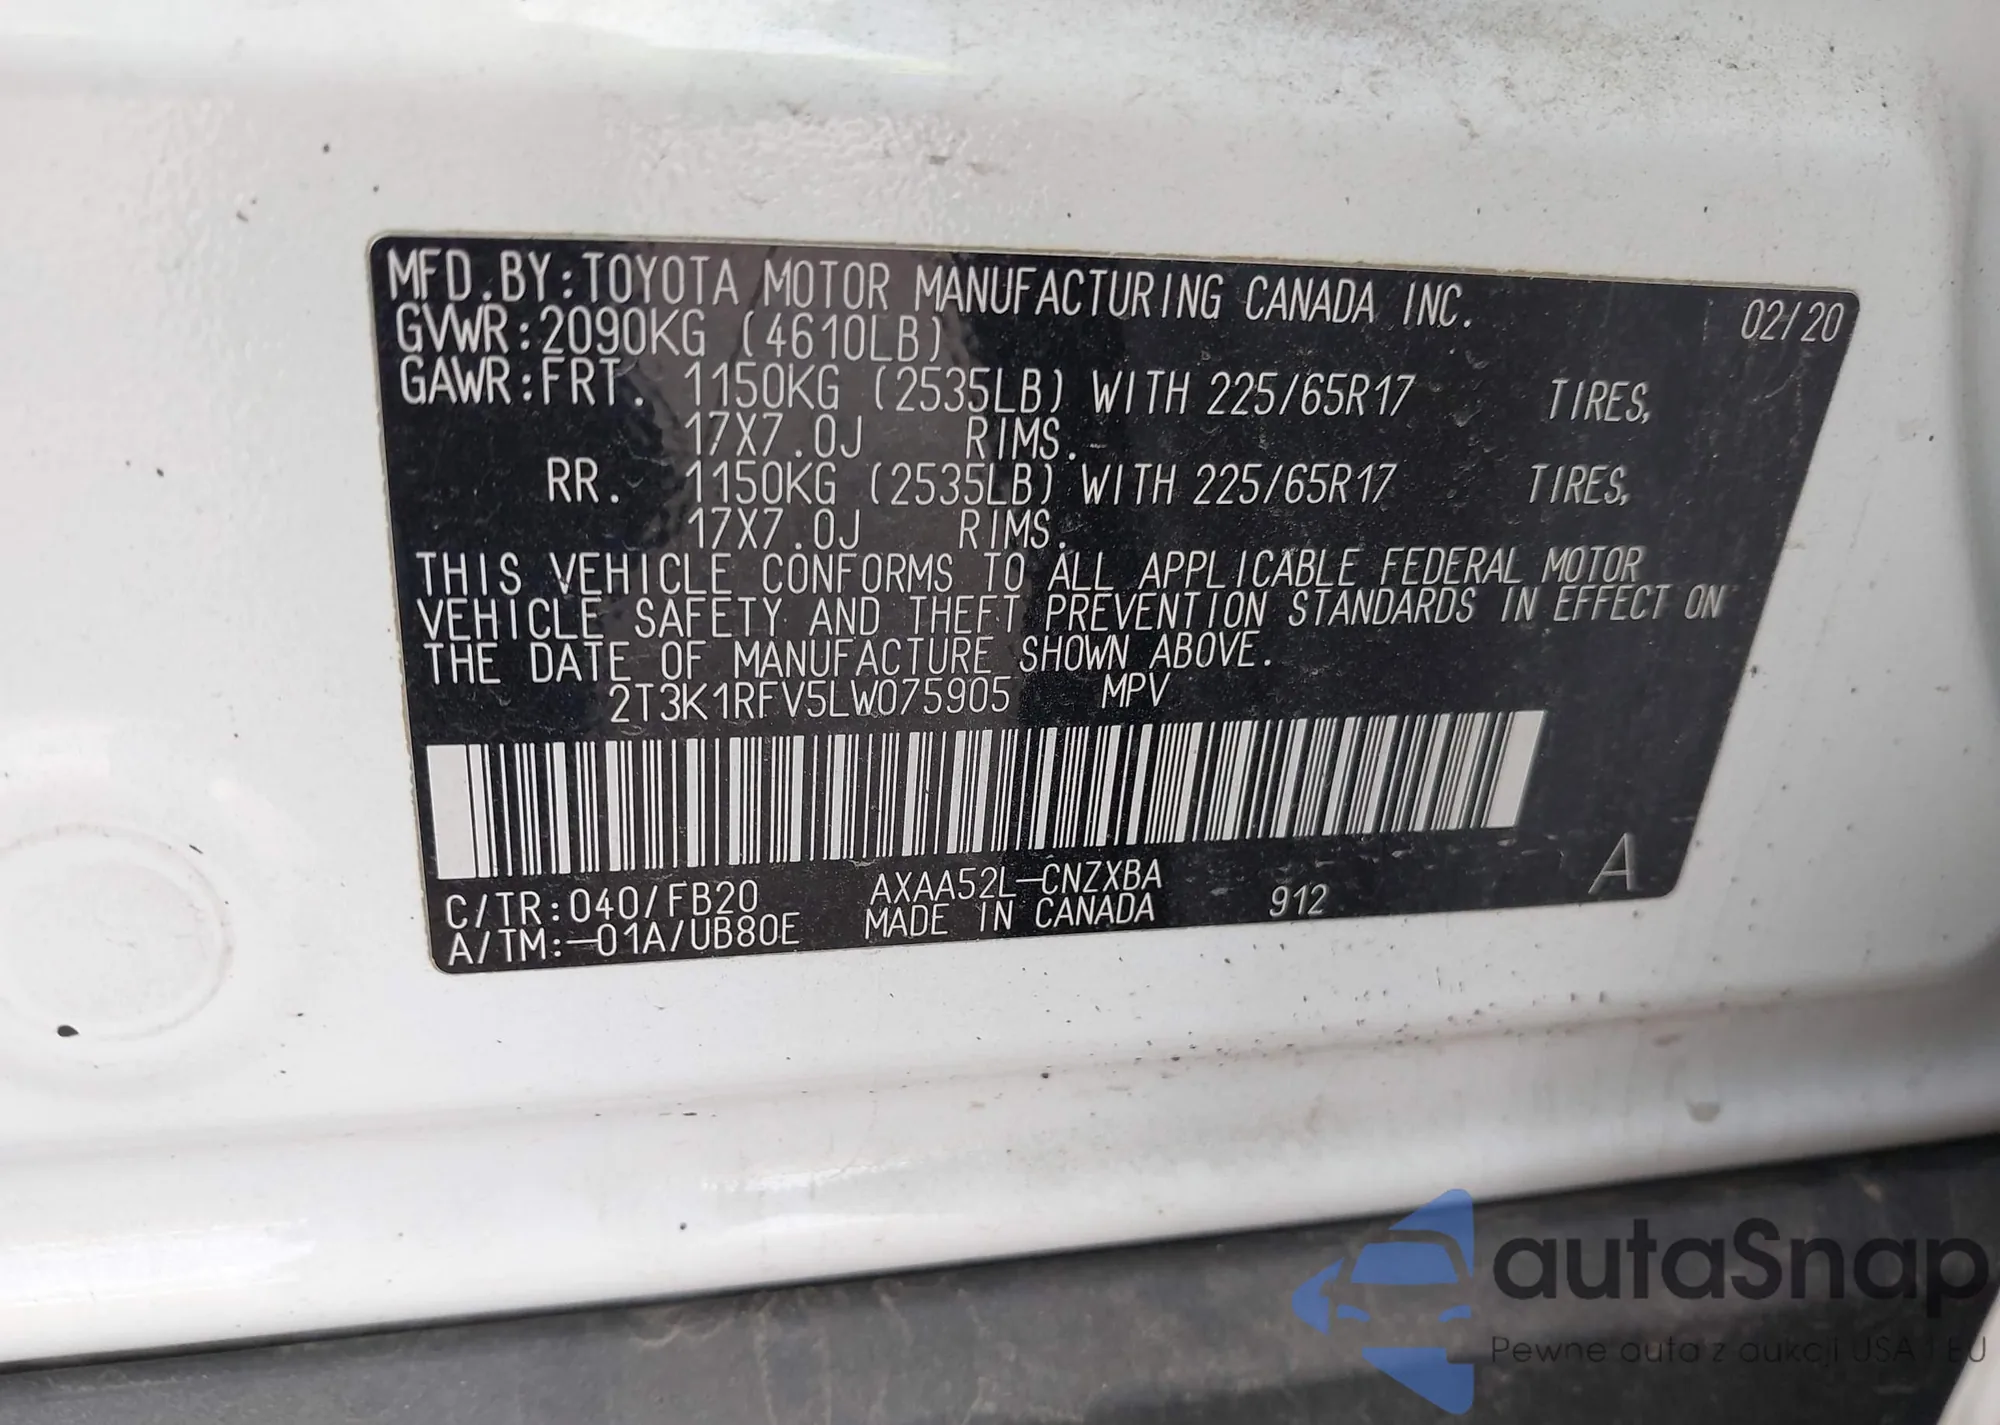 MFD.BY:TOYOTA MOTOR MANUFACTURING CANADA INC. 02/20
GVWR:2090KG (4610LB)
GAWR:FRT. 1150KG (2535LB) WITH 225/65R17 TIRES,
17X7.0J RIMS.
RR. 1150KG (2535LB) WITH 225/65R17 TIRES,
17X7.0J RIMS.
THIS VEHICLE CONFORMS TO ALL APPLICABLE FEDERAL MOTOR
VEHICLE SAFETY AND THEFT PREVENTION STANDARDS IN EFFECT ON
THE DATE OF MANUFACTURE SHOWN ABOVE.
2T3K1RFV5LW075905 MPV
C/TR:040/FB20 AXAA52L-CNZXBA 912 A
A/TM:-01A/UB80E MADE IN CANADA
autaSnap
Pewne auta z aukcji USA i EU